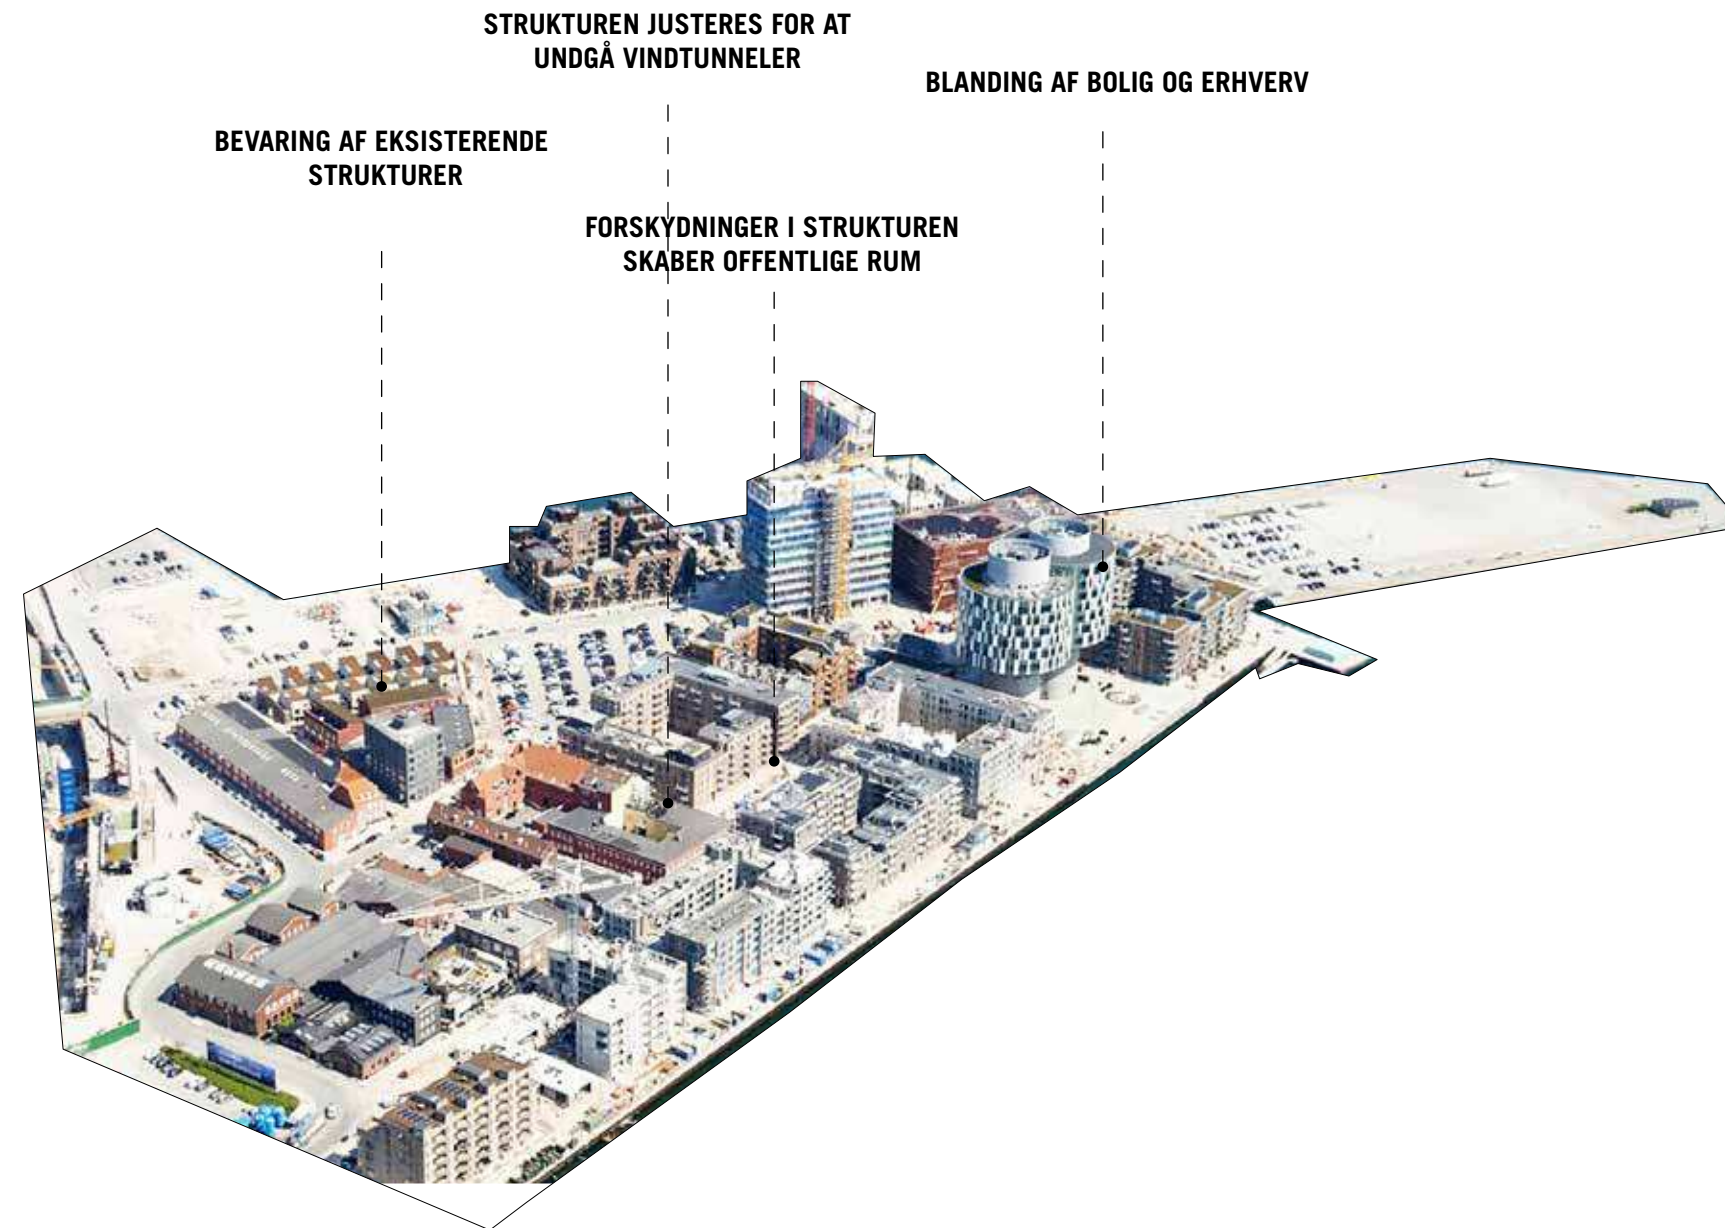 STRUKTUREN JUSTERES FOR AT
UNDGÅ VINDTUNNELER
BLANDING AF BOLIG OG ERHVERV
BEVARING AF EKSISTERENDE
STRUKTURER
FORSKYDNINGER I STRUKTUREN
SKABER OFFENTLIGE RUM